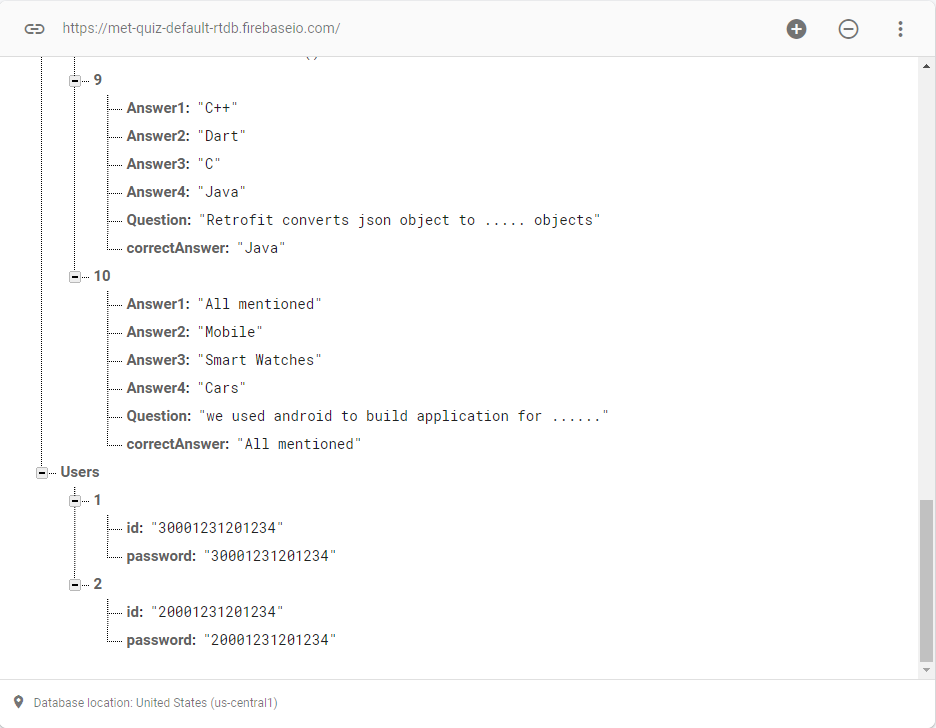 https://met-quiz-default-rtdb.firebaseio.com/
9
Answer1: "C++"
Answer2: "Dart"
Answer3: "C"
Answer4: "Java"
Question: "Retrofit converts json object to ..... objects"
correctAnswer: "Java"
10
Answer1: "All mentioned"
Answer2: "Mobile"
Answer3: "Smart Watches"
Answer4: "Cars"
Question: "we used android to build application for ......"
correctAnswer: "All mentioned"
Users
1
id: "30001231201234"
password: "30001231201234"
2
id: "20001231201234"
password: "20001231201234"
Database location: United States (us-central1)